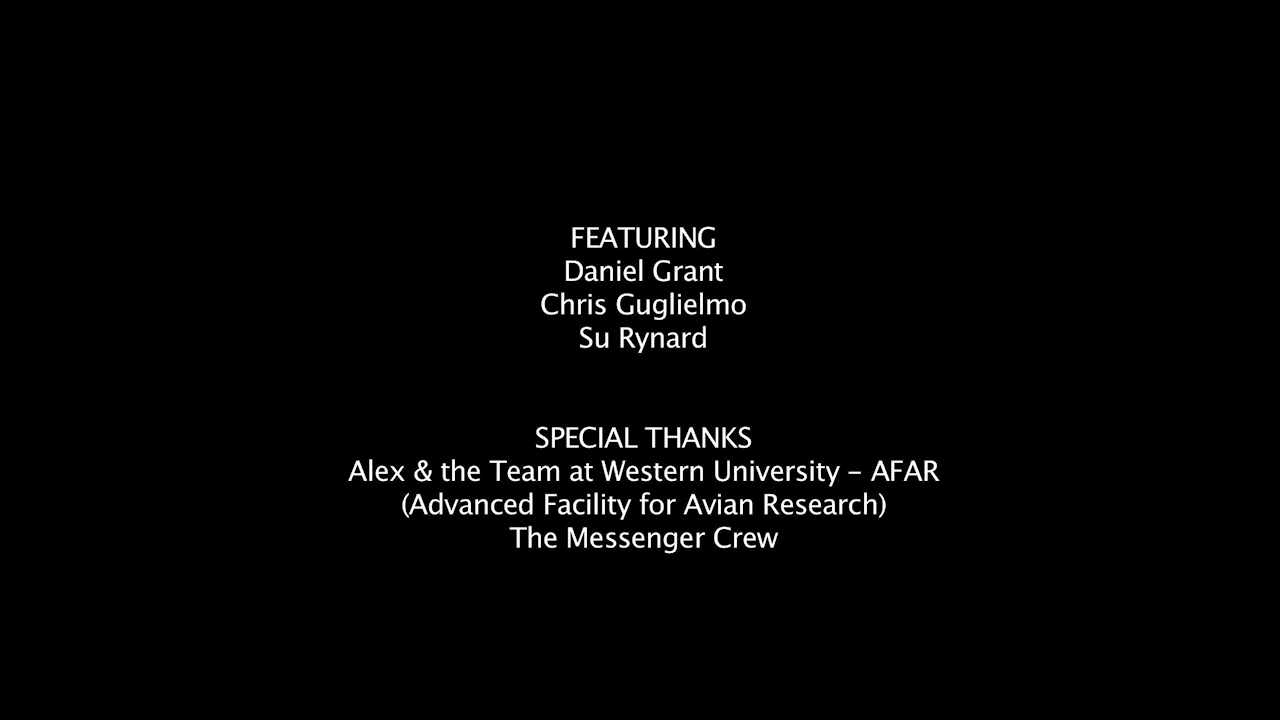 FEATURING
Daniel Grant
Chris Guglielmo
Su Rynard
SPECIAL THANKS
Alex & the Team at Western University – AFAR
(Advanced Facility for Avian Research)
The Messenger Crew